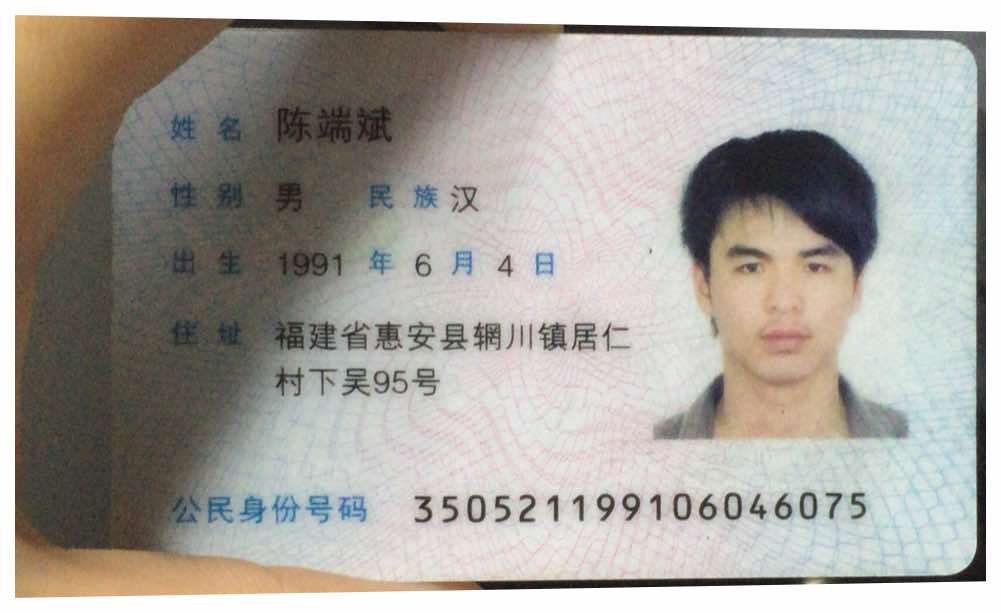 姓名 陈端斌
性别 男 民族 汉
出生 1991 年 6 月 4 日
住址 福建省惠安县辋川镇居仁
村下吴95号
公民身份号码 350521199106046075